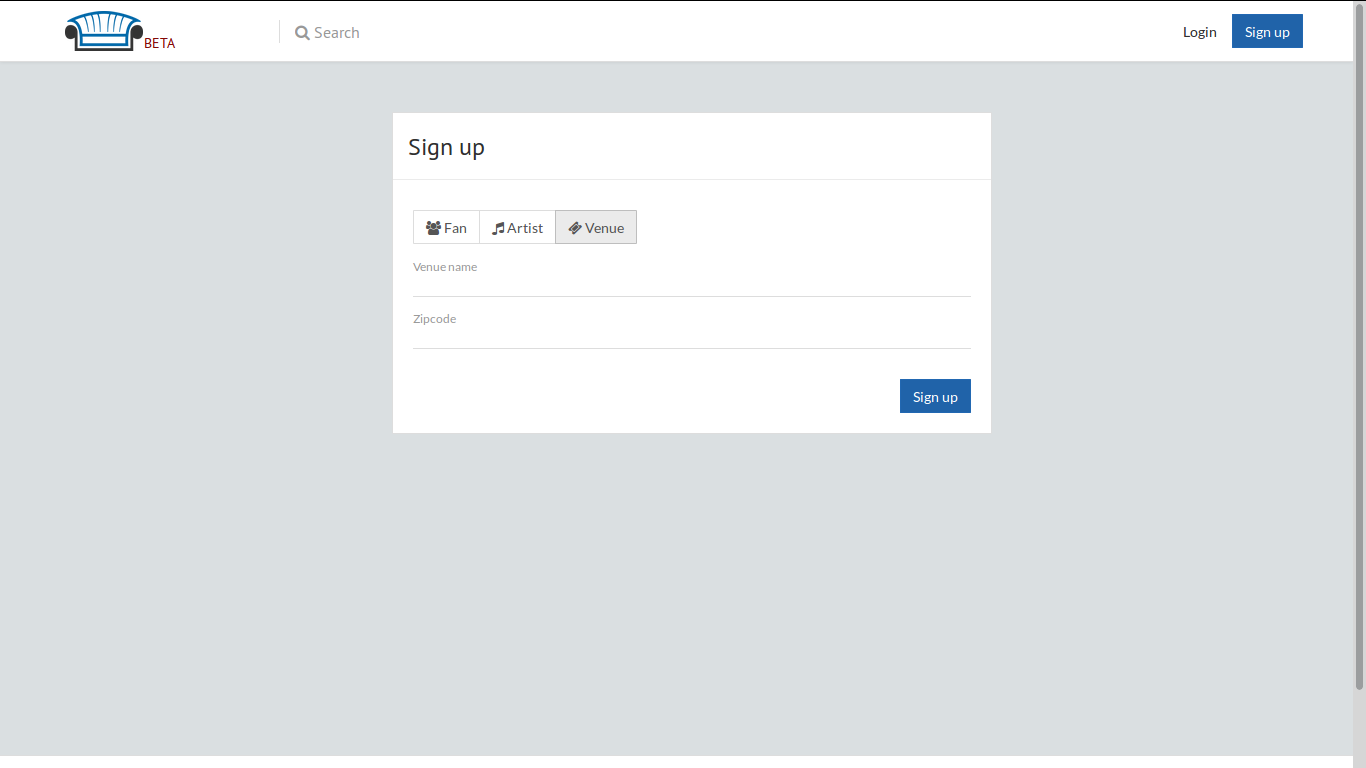 BETA
Search
Login
Sign up
Sign up
Fan
Artist
Venue
Venue name
Zipcode
Sign up